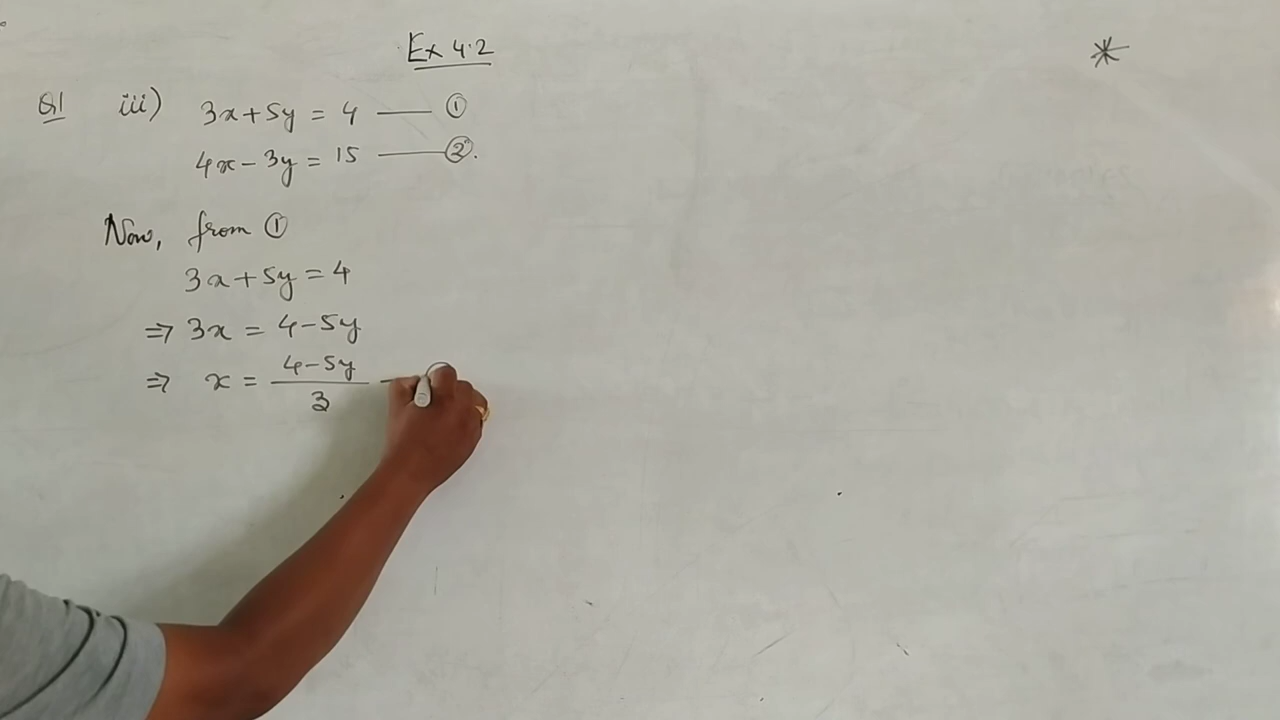 Ex 4.2
Q1 iii) 3x+5y = 4 —— ①
4x-3y = 15 —— ②.
Now, from ①
3x+5y = 4
⇒ 3x = 4-5y
⇒ x = (4-5y)/3 —